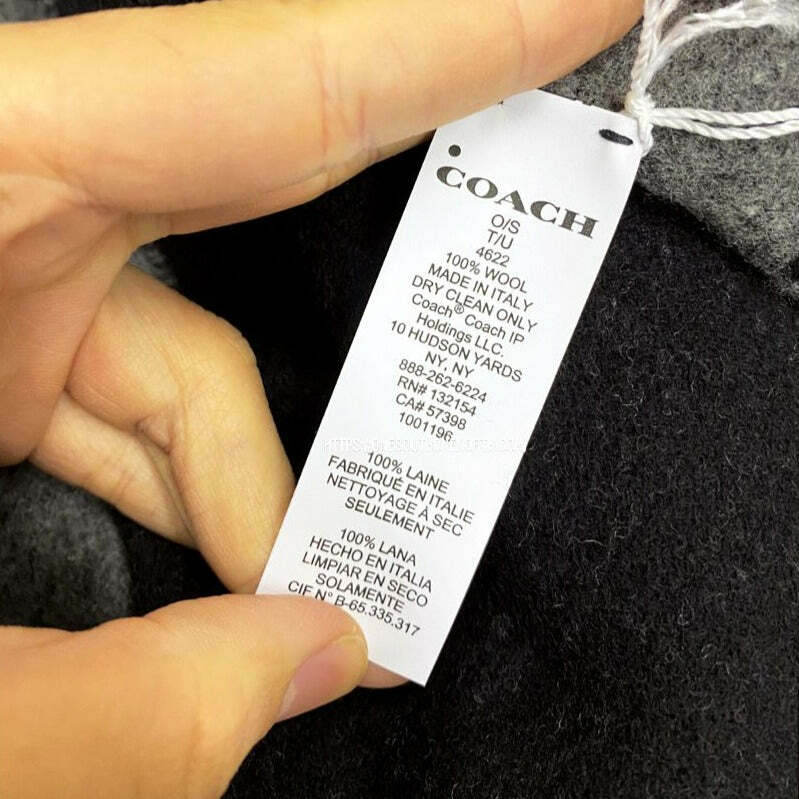 COACH
O/S
T/U
4622
100% WOOL
MADE IN ITALY
DRY CLEAN ONLY
Coach® Coach IP
Holdings LLC.
10 HUDSON YARDS
NY, NY
888-262-6224
RN# 132154
CA# 57398
1001196
100% LAINE
FABRIQUÉ EN ITALIE
NETTOYAGE À SEC
SEULEMENT
100% LANA
HECHO EN ITALIA
LIMPIAR EN SECO
SOLAMENTE
CIF N° B-65.335.317